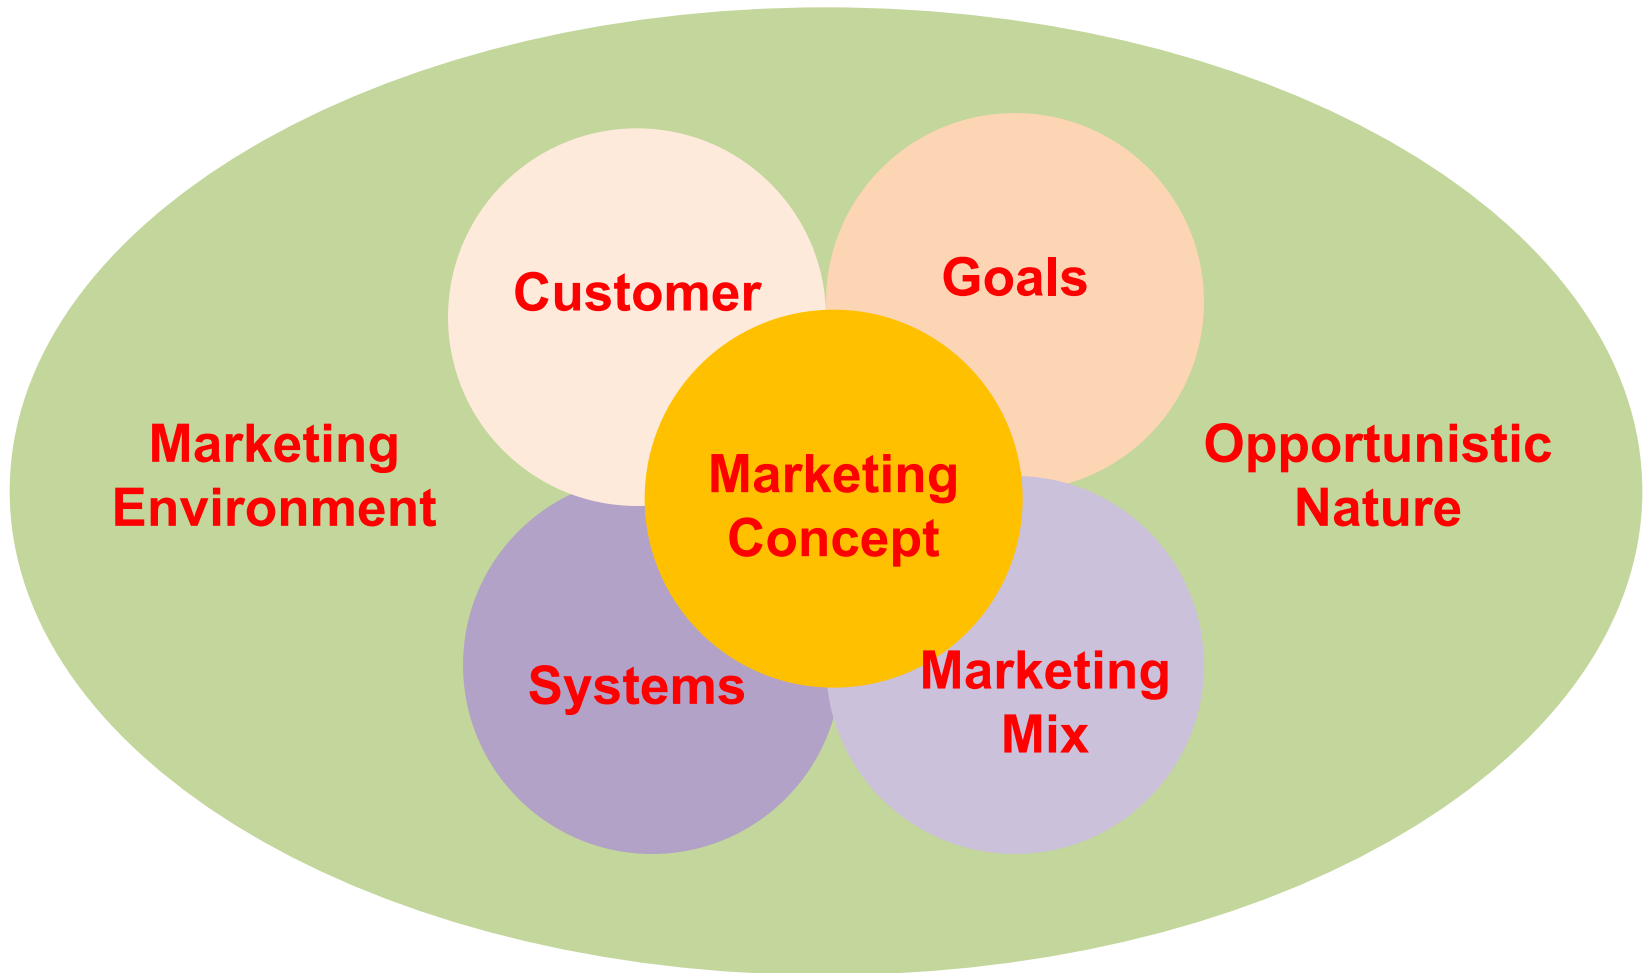 Customer
Goals
Marketing
Environment
Marketing
Concept
Opportunistic
Nature
Systems
Marketing
Mix